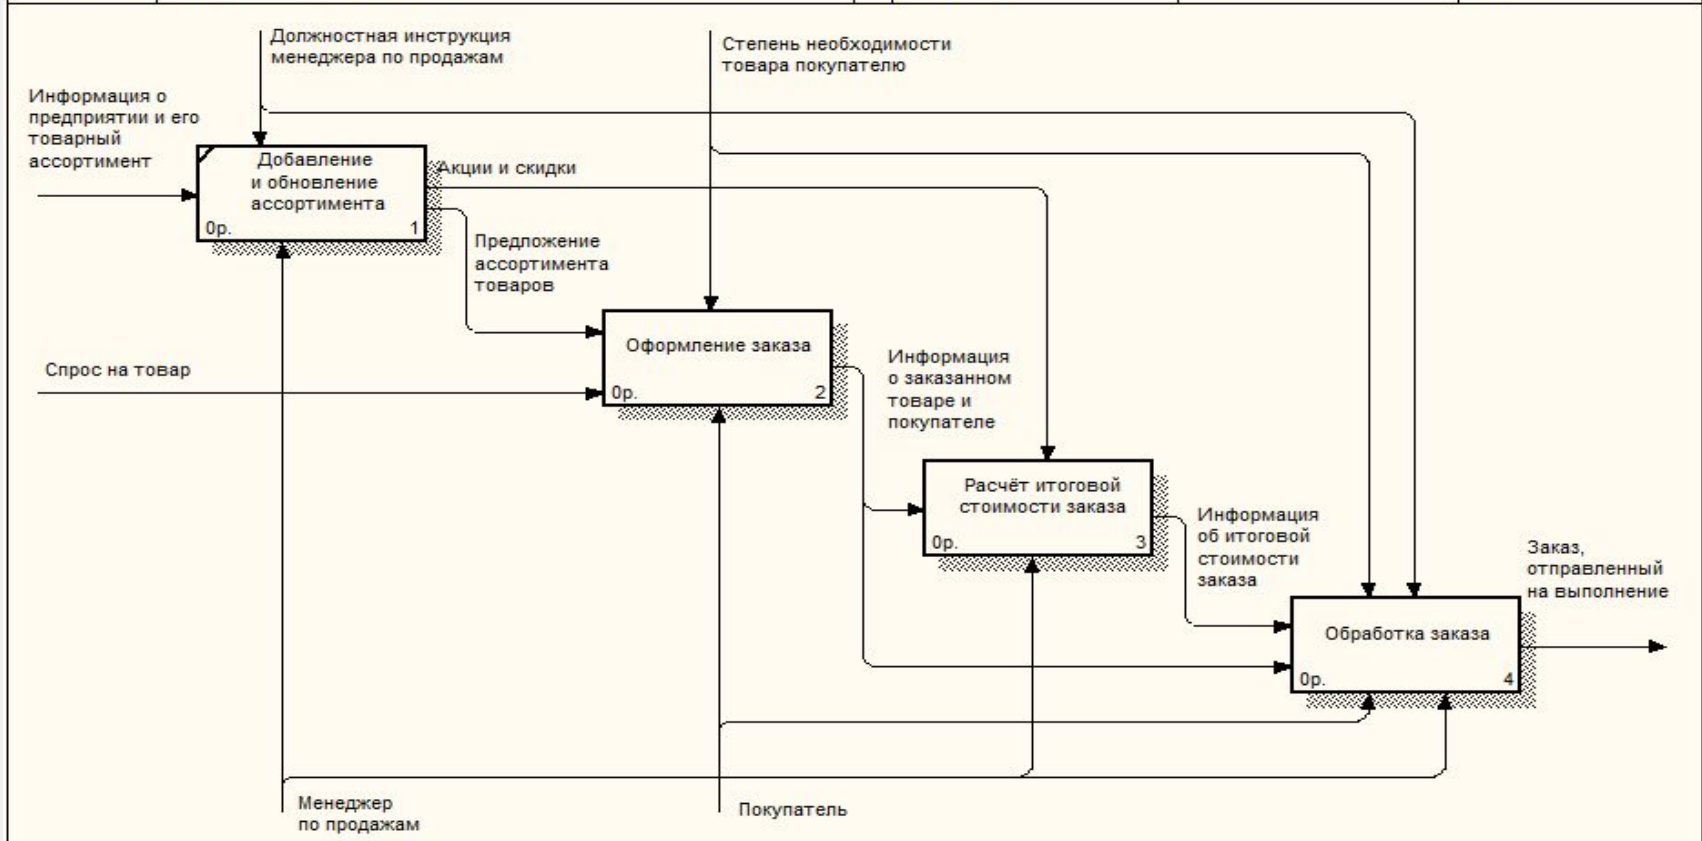 Должностная инструкция
менеджера по продажам
Степень необходимости
товара покупателю
Информация о
предприятии и его
товарный
ассортимент
Добавление
и обновление
ассортимента
0р.
1
Акции и скидки
Предложение
ассортимента
товаров
Спрос на товар
Оформление заказа
0р.
2
Информация
о заказанном
товаре и
покупателе
Расчёт итоговой
стоимости заказа
0р.
3
Информация
об итоговой
стоимости
заказа
Заказ,
отправленный
на выполнение
Обработка заказа
0р.
4
Менеджер
по продажам
Покупатель